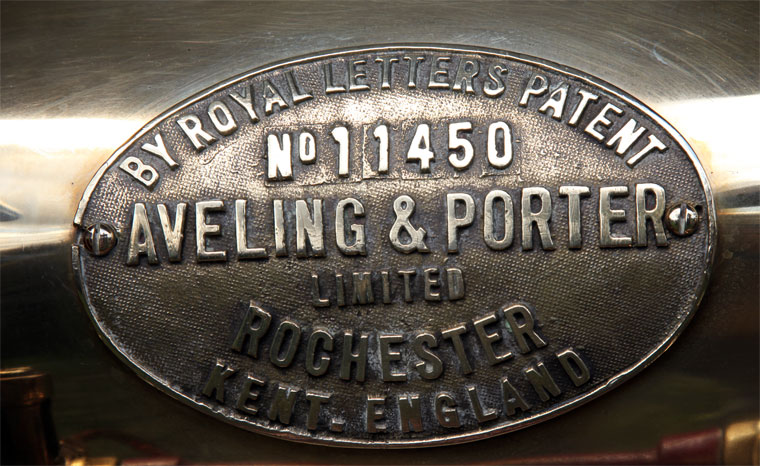 BY ROYAL LETTERS PATENT
No 11450
AVELING & PORTER
LIMITED
ROCHESTER
KENT. ENGLAND